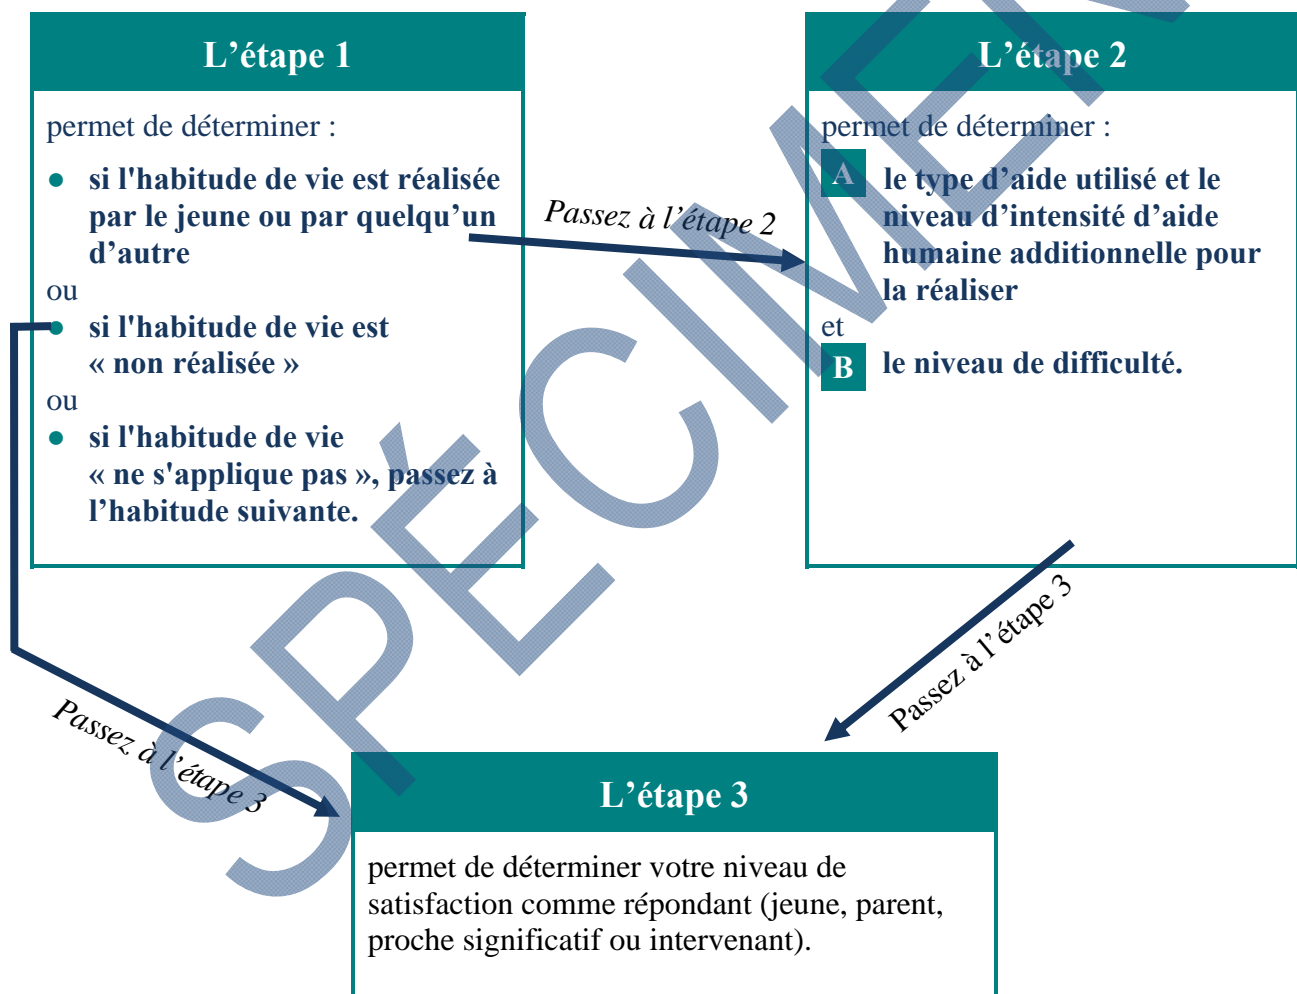 L’étape 1
permet de déterminer :
● si l'habitude de vie est réalisée
par le jeune ou par quelqu’un
d’autre
ou
● si l'habitude de vie est
« non réalisée »
ou
● si l'habitude de vie
« ne s'applique pas », passez à
l’habitude suivante.
Passez à l’étape 2
L’étape 2
permet de déterminer :
A le type d’aide utilisé et le
niveau d’intensité d’aide
humaine additionnelle pour
la réaliser
et
B le niveau de difficulté.
Passez à l’étape 3
Passez à l’étape 3
L’étape 3
permet de déterminer votre niveau de
satisfaction comme répondant (jeune, parent,
proche significatif ou intervenant).
SPÉCIMEN